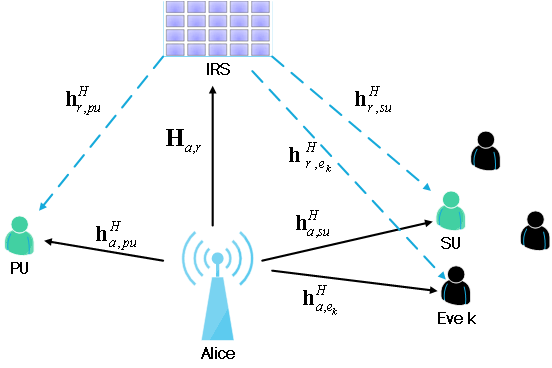 IRS
h^H_{r,pu}
h^H_{r,su}
H_{a,r}
h^H_{r,e_k}
h^H_{a,pu}
h^H_{a,su}
SU
PU
h^H_{a,e_k}
Eve k
Alice